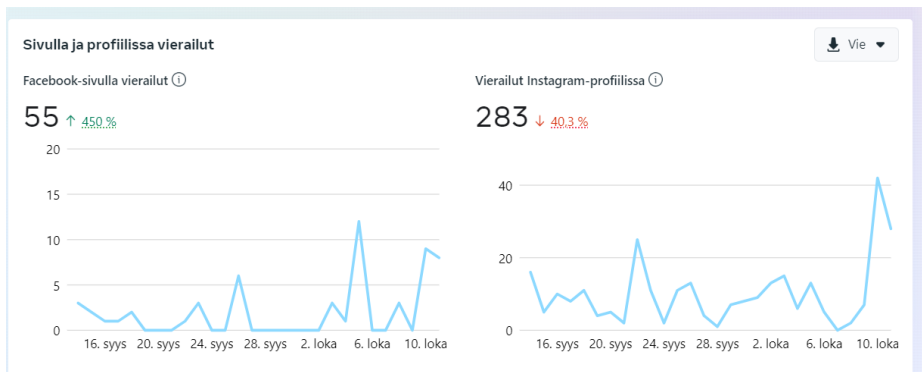 Sivulla ja profiilissa vierailut
Vie
Facebook-sivulla vierailut
55 ↑ 450 %
20
15
10
5
0
16. syys 20. syys 24. syys 28. syys 2. loka 6. loka 10. loka
Vierailut Instagram-profiilissa
283 ↓ 40,3 %
40
20
0
16. syys 20. syys 24. syys 28. syys 2. loka 6. loka 10. loka